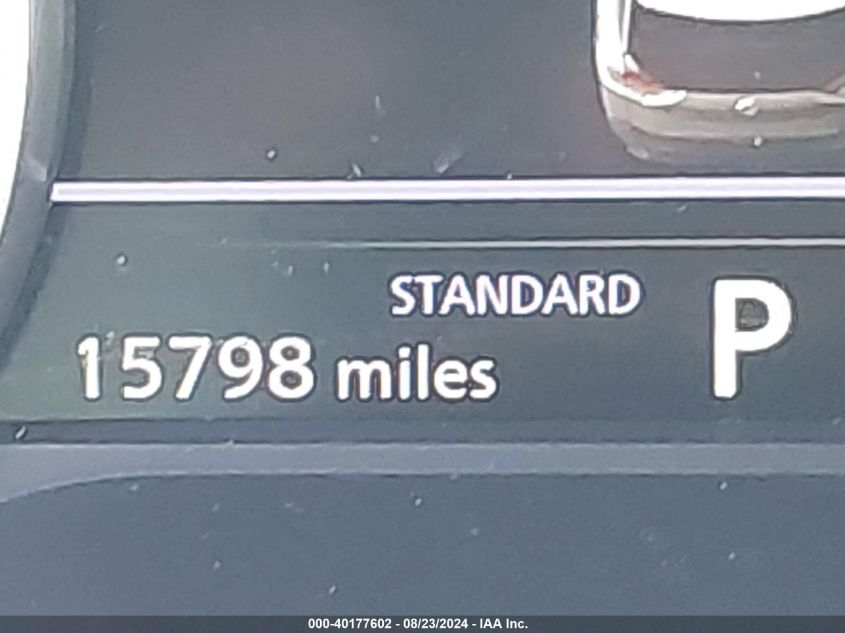 STANDARD
P
15798 miles
000-40177602 - 08/23/2024 - IAA Inc.